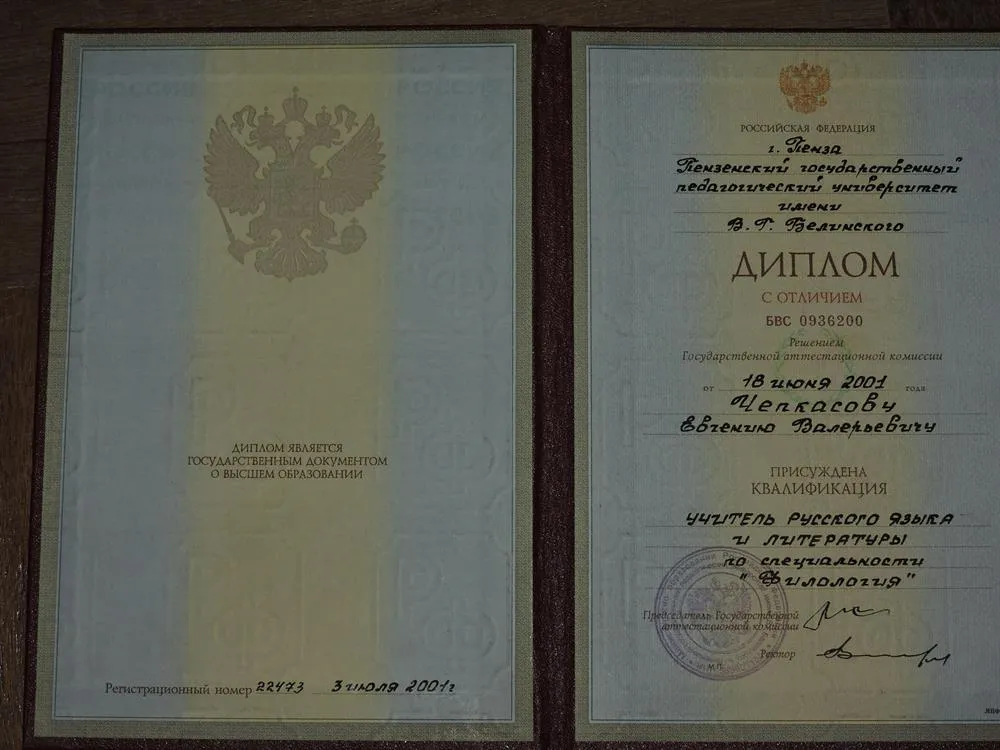 ДИПЛОМ ЯВЛЯЕТСЯ
ГОСУДАРСТВЕННЫМ ДОКУМЕНТОМ
О ВЫСШЕМ ОБРАЗОВАНИИ
Регистрационный номер 22473 3 июля 2001г
РОССИЙСКАЯ ФЕДЕРАЦИЯ
г. Пенза
Пензенский государственный
педагогический университет
имени
В.Г. Белинского
ДИПЛОМ
С ОТЛИЧИЕМ
БВС 0936200
Решением
Государственной аттестационной комиссии
от 18 июня 2001 года
Чепкасову
Евгению Валерьевичу
ПРИСУЖДЕНА
КВАЛИФИКАЦИЯ
УЧИТЕЛЬ РУССКОГО ЯЗЫКА
И ЛИТЕРАТУРЫ
по специальности
"Филология"
Председатель Государственной
аттестационной комиссии
Ректор
М.П.